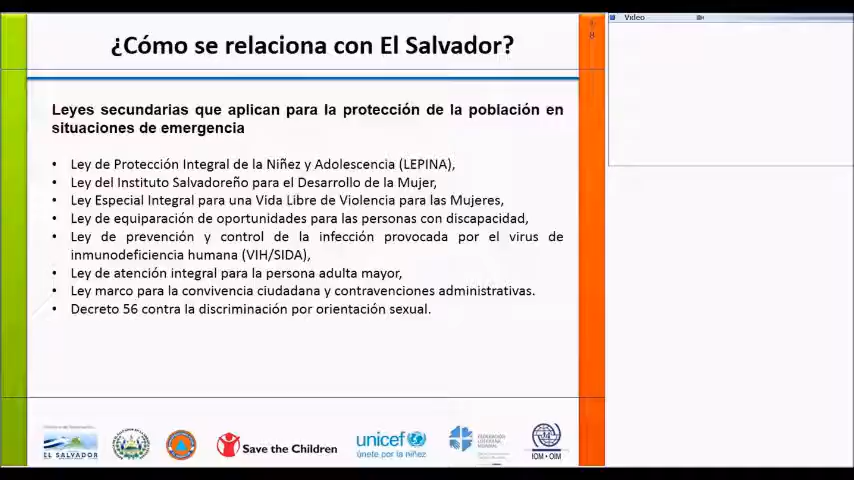 ¿Cómo se relaciona con El Salvador?
Leyes secundarias que aplican para la protección de la población en
situaciones de emergencia
• Ley de Protección Integral de la Niñez y Adolescencia (LEPINA),
• Ley del Instituto Salvadoreño para el Desarrollo de la Mujer,
• Ley Especial Integral para una Vida Libre de Violencia para las Mujeres,
• Ley de equiparación de oportunidades para las personas con discapacidad,
• Ley de prevención y control de la infección provocada por el virus de
inmunodeficiencia humana (VIH/SIDA),
• Ley de atención integral para la persona adulta mayor,
• Ley marco para la convivencia ciudadana y contravenciones administrativas.
• Decreto 56 contra la discriminación por orientación sexual.
EL SALVADOR
Save the Children
unicef
únete por la niñez
FEDERACIÓN
LUTERANA
MUNDIAL
IOM • OIM
Video
8